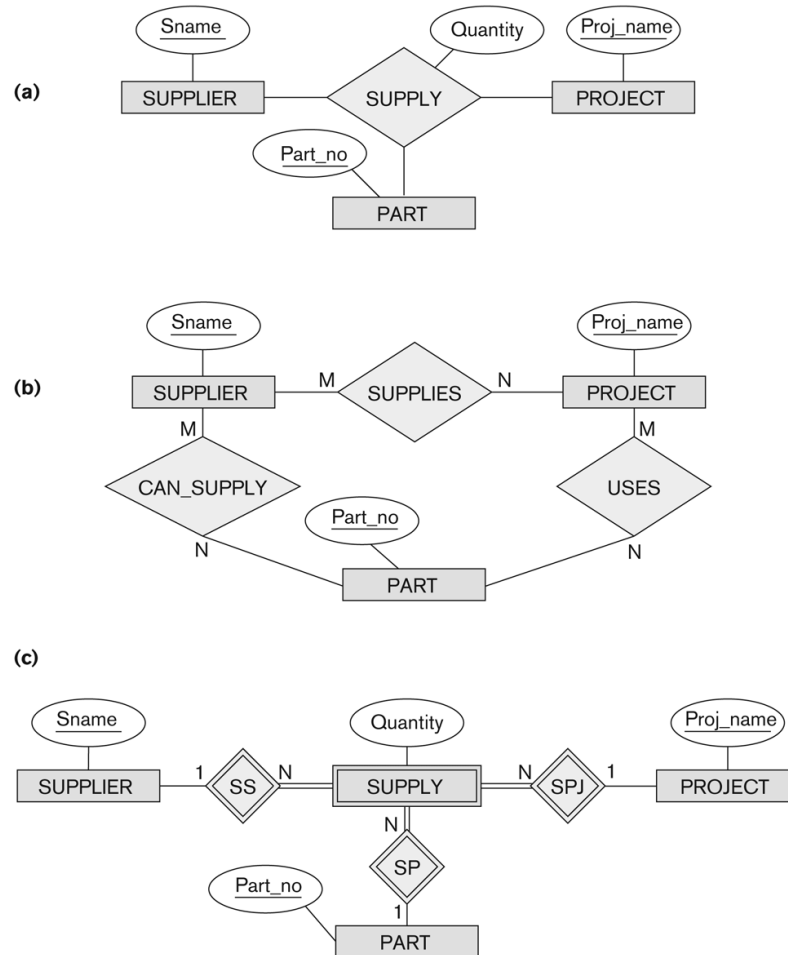 (a)
Sname
Quantity
Proj_name
SUPPLIER
SUPPLY
PROJECT
Part_no
PART
(b)
Sname
Proj_name
SUPPLIER
M
SUPPLIES
N
PROJECT
M
M
CAN_SUPPLY
USES
Part_no
N
N
PART
(c)
Sname
Quantity
Proj_name
SUPPLIER
1
SS
N
SUPPLY
N
SPJ
1
PROJECT
N
SP
Part_no
1
PART